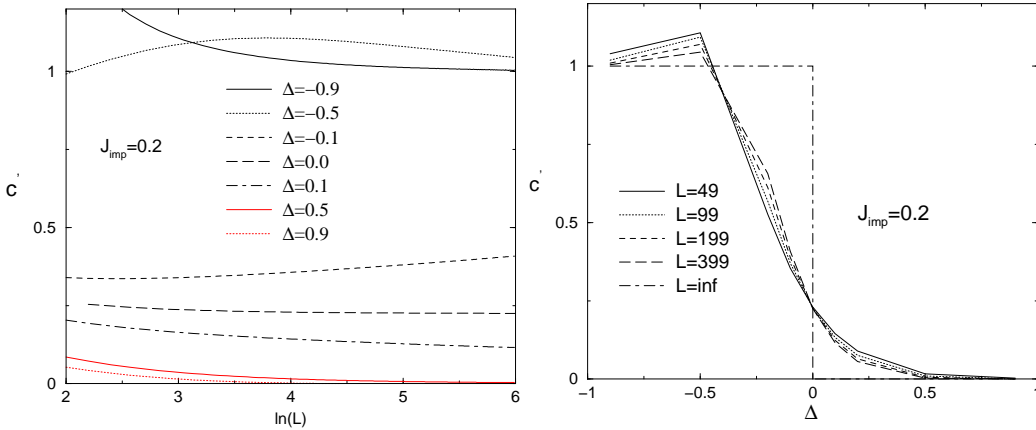 1
0.5
0
c'
J_imp=0.2
Δ=−0.9
Δ=−0.5
Δ=−0.1
Δ=0.0
Δ=0.1
Δ=0.5
Δ=0.9
2 3 4 5 6
ln(L)
1
0.5
0
c'
J_imp=0.2
L=49
L=99
L=199
L=399
L=inf
−1 −0.5 0 0.5 1
Δ